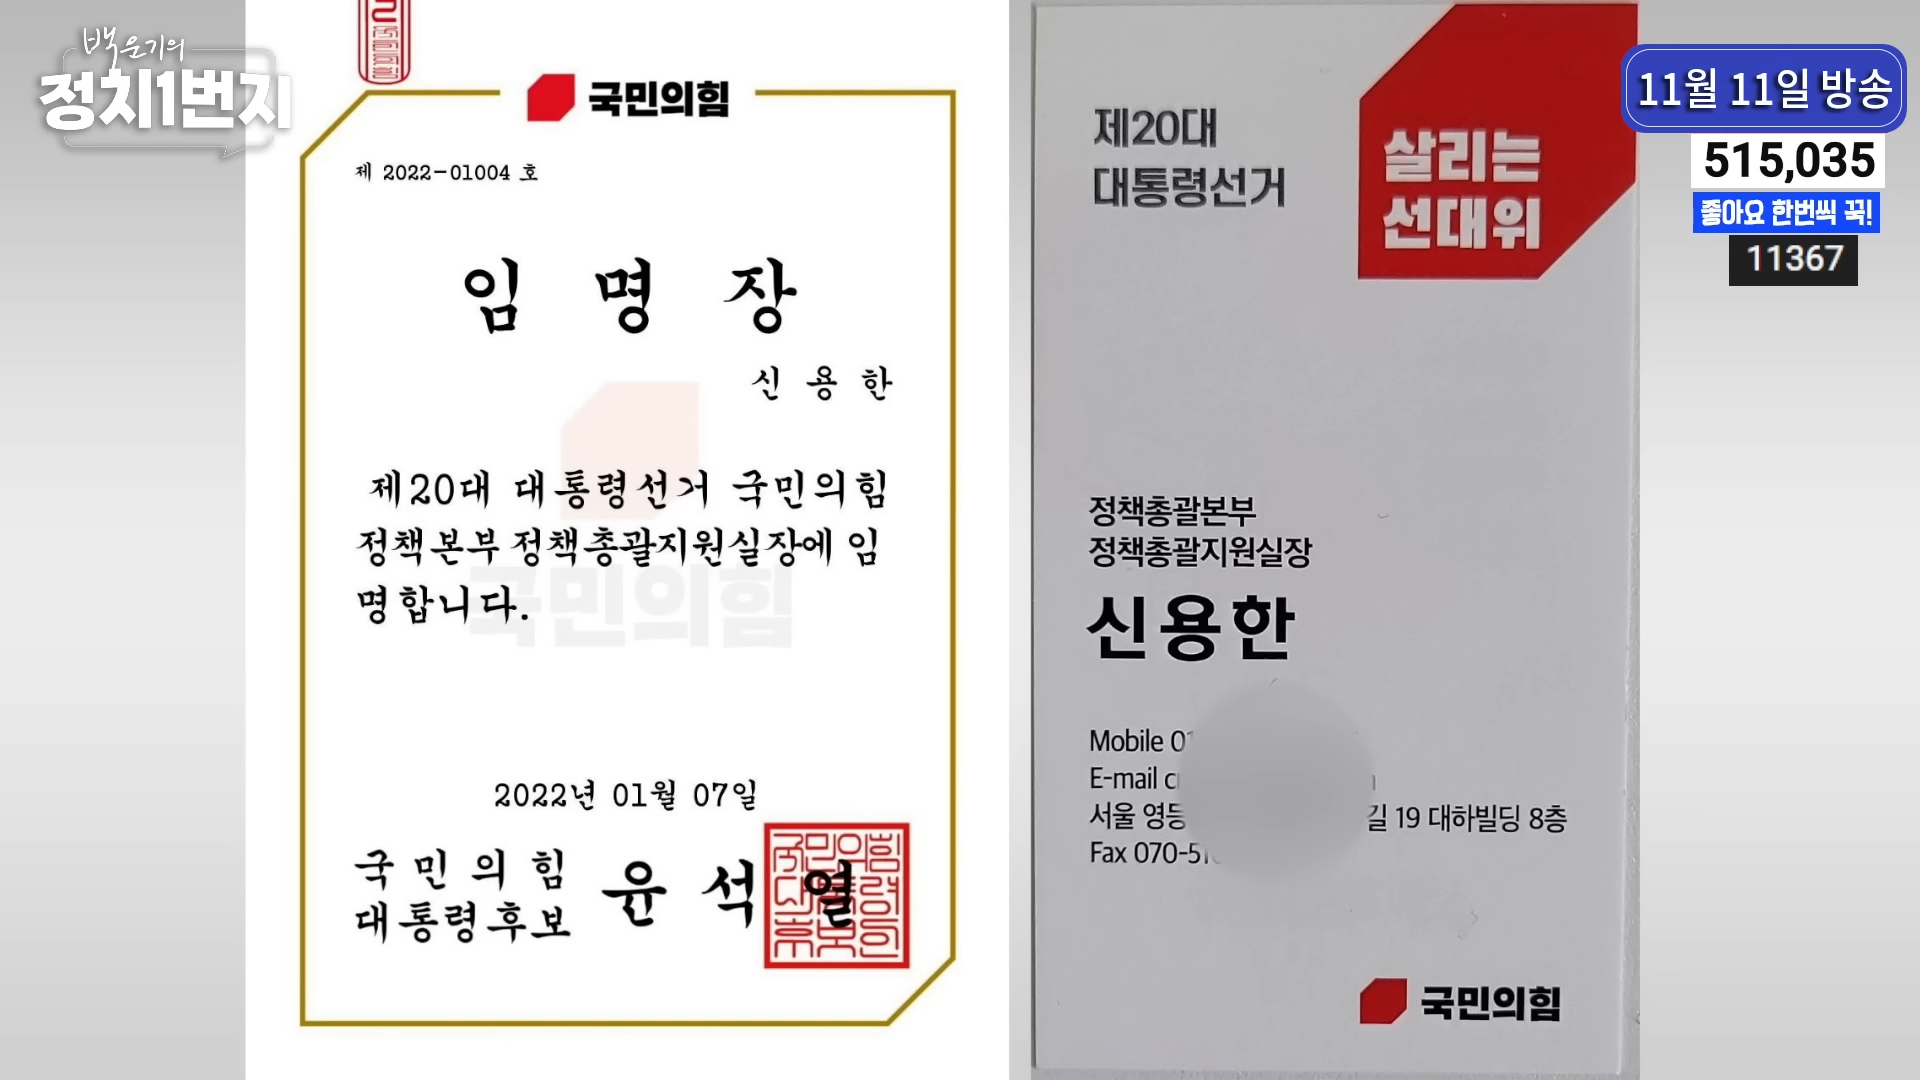 백운기의
정치1번지
국민의힘
제 2022-01004 호
임 명 장
신 용 한
제20대 대통령선거 국민의힘
정책본부 정책총괄지원실장에 임
명합니다.
국민의힘
2022년 01월 07일
국 민 의 힘
대통령후보 윤 석 열
제20대
대통령선거
살리는
선대위
정책총괄본부
정책총괄지원실장
신용한
Mobile
E-mail
서울 길 19 대하빌딩 8층
Fax
국민의힘
11월 11일 방송
515,035
좋아요 한번씩 꾹!
11367